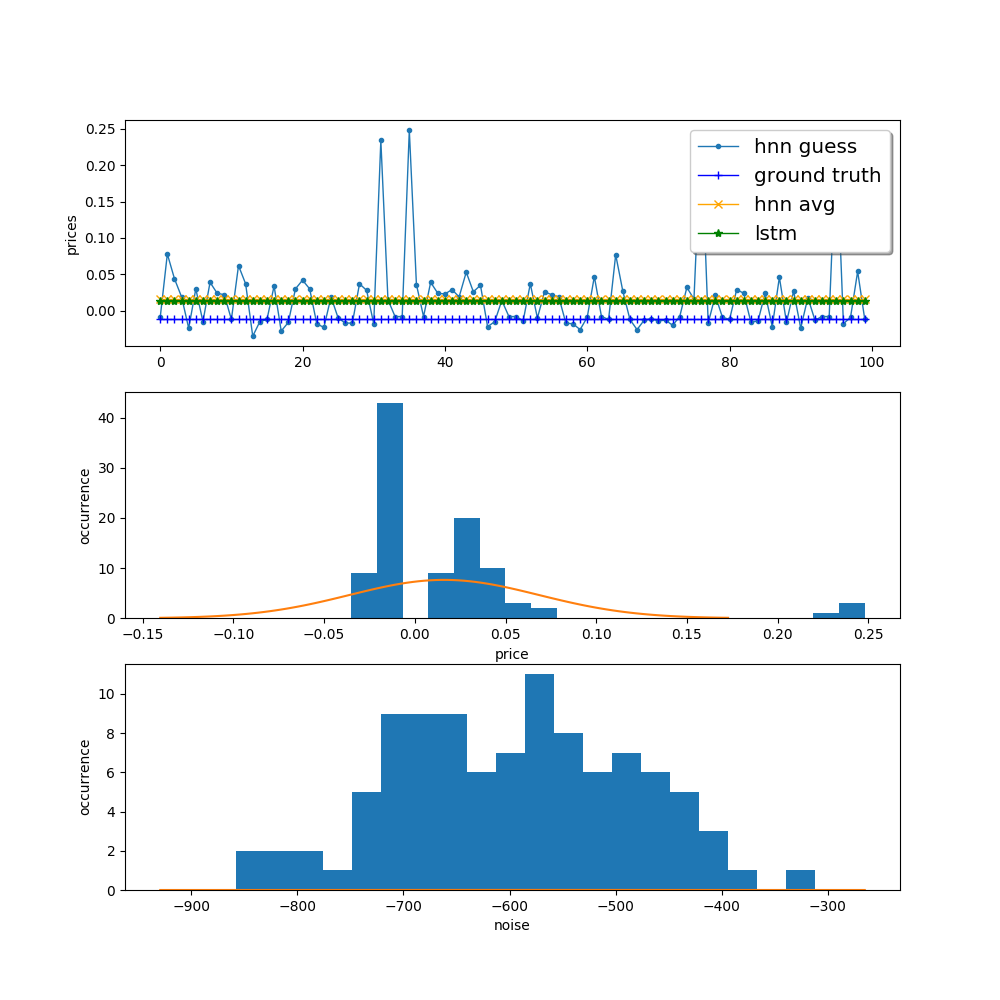 0.25
0.20
0.15
0.10
0.05
0.00
prices
hnn guess
ground truth
hnn avg
lstm
0 20 40 60 80 100
40
30
20
10
0
occurrence
−0.15 −0.10 −0.05 0.00 0.05 0.10 0.15 0.20 0.25
price
10
8
6
4
2
0
occurrence
−900 −800 −700 −600 −500 −400 −300
noise